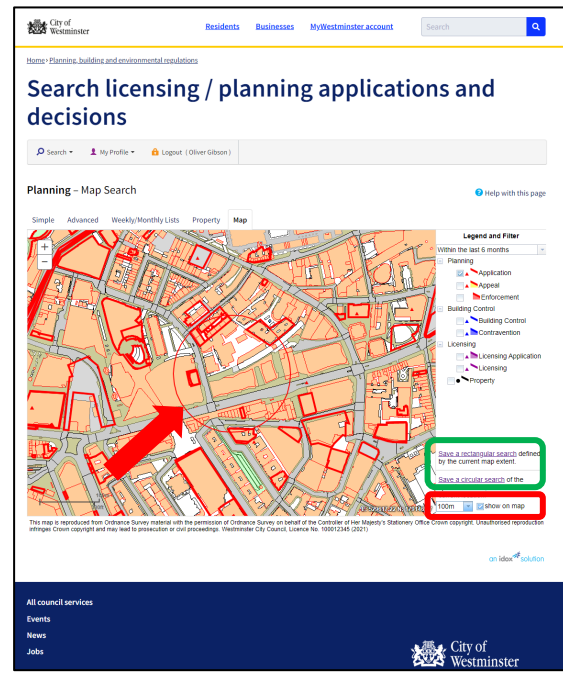 City of
Westminster
Residents Businesses MyWestminster account Search
Home› Planning, building and environmental regulations
Search licensing / planning applications and
decisions
Search My Profile Logout ( Oliver Gibson )
Planning – Map Search
Help with this page
Simple Advanced Weekly/Monthly Lists Property Map
+
−
Legend and Filter
Within the last 6 months
Planning
Application
Appeal
Enforcement
Building Control
Building Control
Contravention
Licensing
Licensing Application
Licensing
Property
Save a rectangular search defined
by the current map extent.
Save a circular search of the
100m show on map
This map is reproduced from Ordnance Survey material with the permission of Ordnance Survey on behalf of the Controller of Her Majesty's Stationery Office Crown copyright. Unauthorised reproduction
infringes Crown copyright and may lead to prosecution or civil proceedings. Westminster City Council, Licence No. 100012345 (2021)
an idox solution
All council services
Events
News
Jobs
City of
Westminster